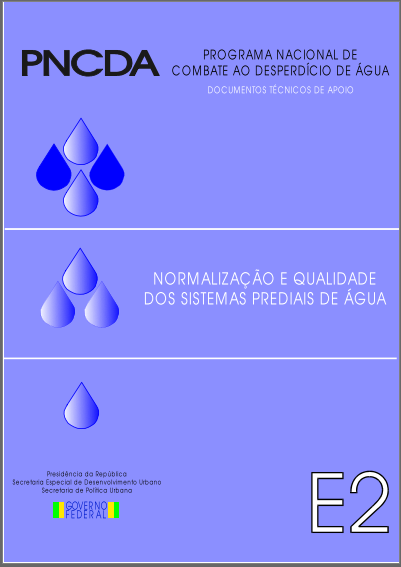 PNCDA
PROGRAMA NACIONAL DE
COMBATE AO DESPERDÍCIO DE ÁGUA
DOCUMENTOS TÉCNICOS DE APOIO
NORMALIZAÇÃO E QUALIDADE
DOS SISTEMAS PREDIAIS DE ÁGUA
Presidência da República
Secretaria Especial de Desenvolvimento Urbano
Secretaria de Política Urbana
GOVERNO
FEDERAL
E2